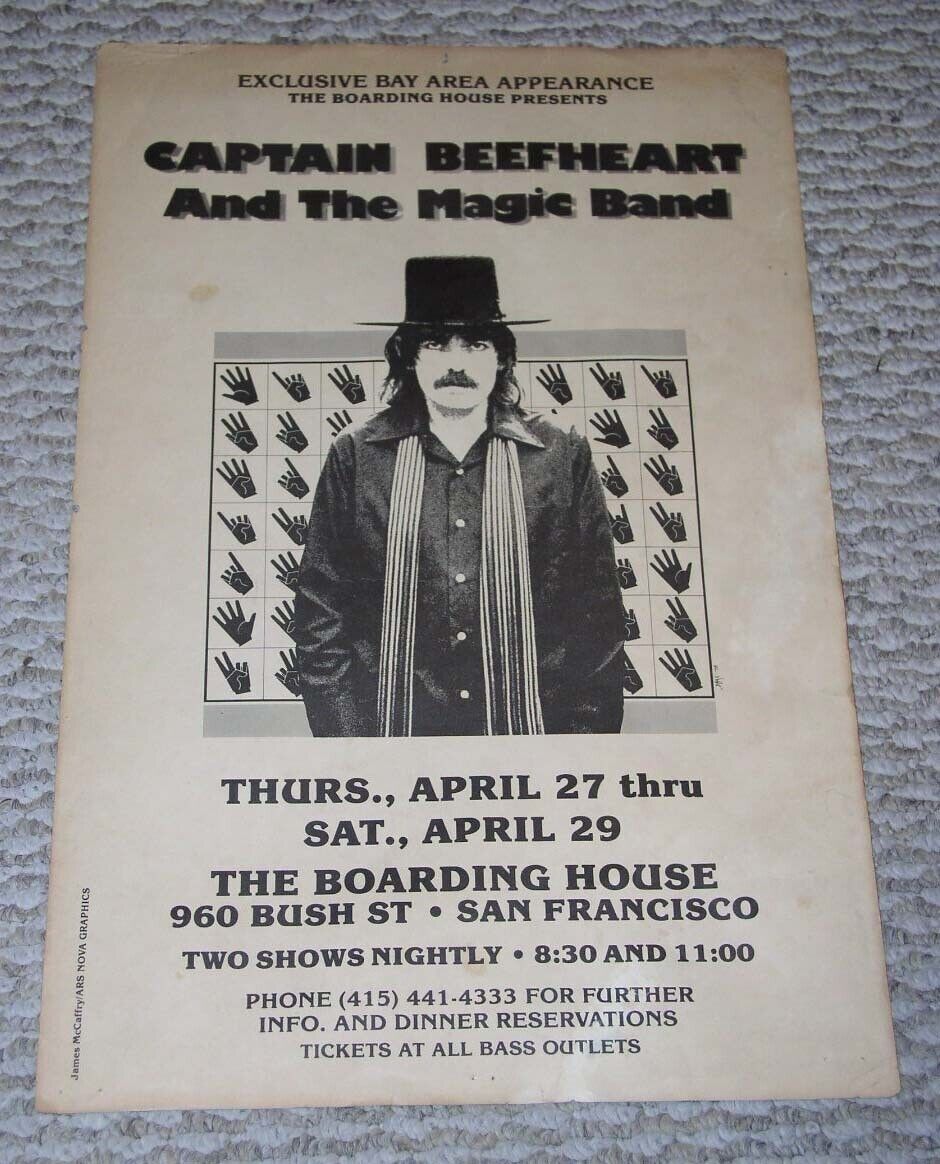 EXCLUSIVE BAY AREA APPEARANCE
THE BOARDING HOUSE PRESENTS
CAPTAIN BEEFHEART
And The Magic Band
THURS., APRIL 27 thru
SAT., APRIL 29
THE BOARDING HOUSE
960 BUSH ST • SAN FRANCISCO
TWO SHOWS NIGHTLY • 8:30 AND 11:00
PHONE (415) 441-4333 FOR FURTHER
INFO. AND DINNER RESERVATIONS
TICKETS AT ALL BASS OUTLETS
James McCaffry/ARS NOVA GRAPHICS